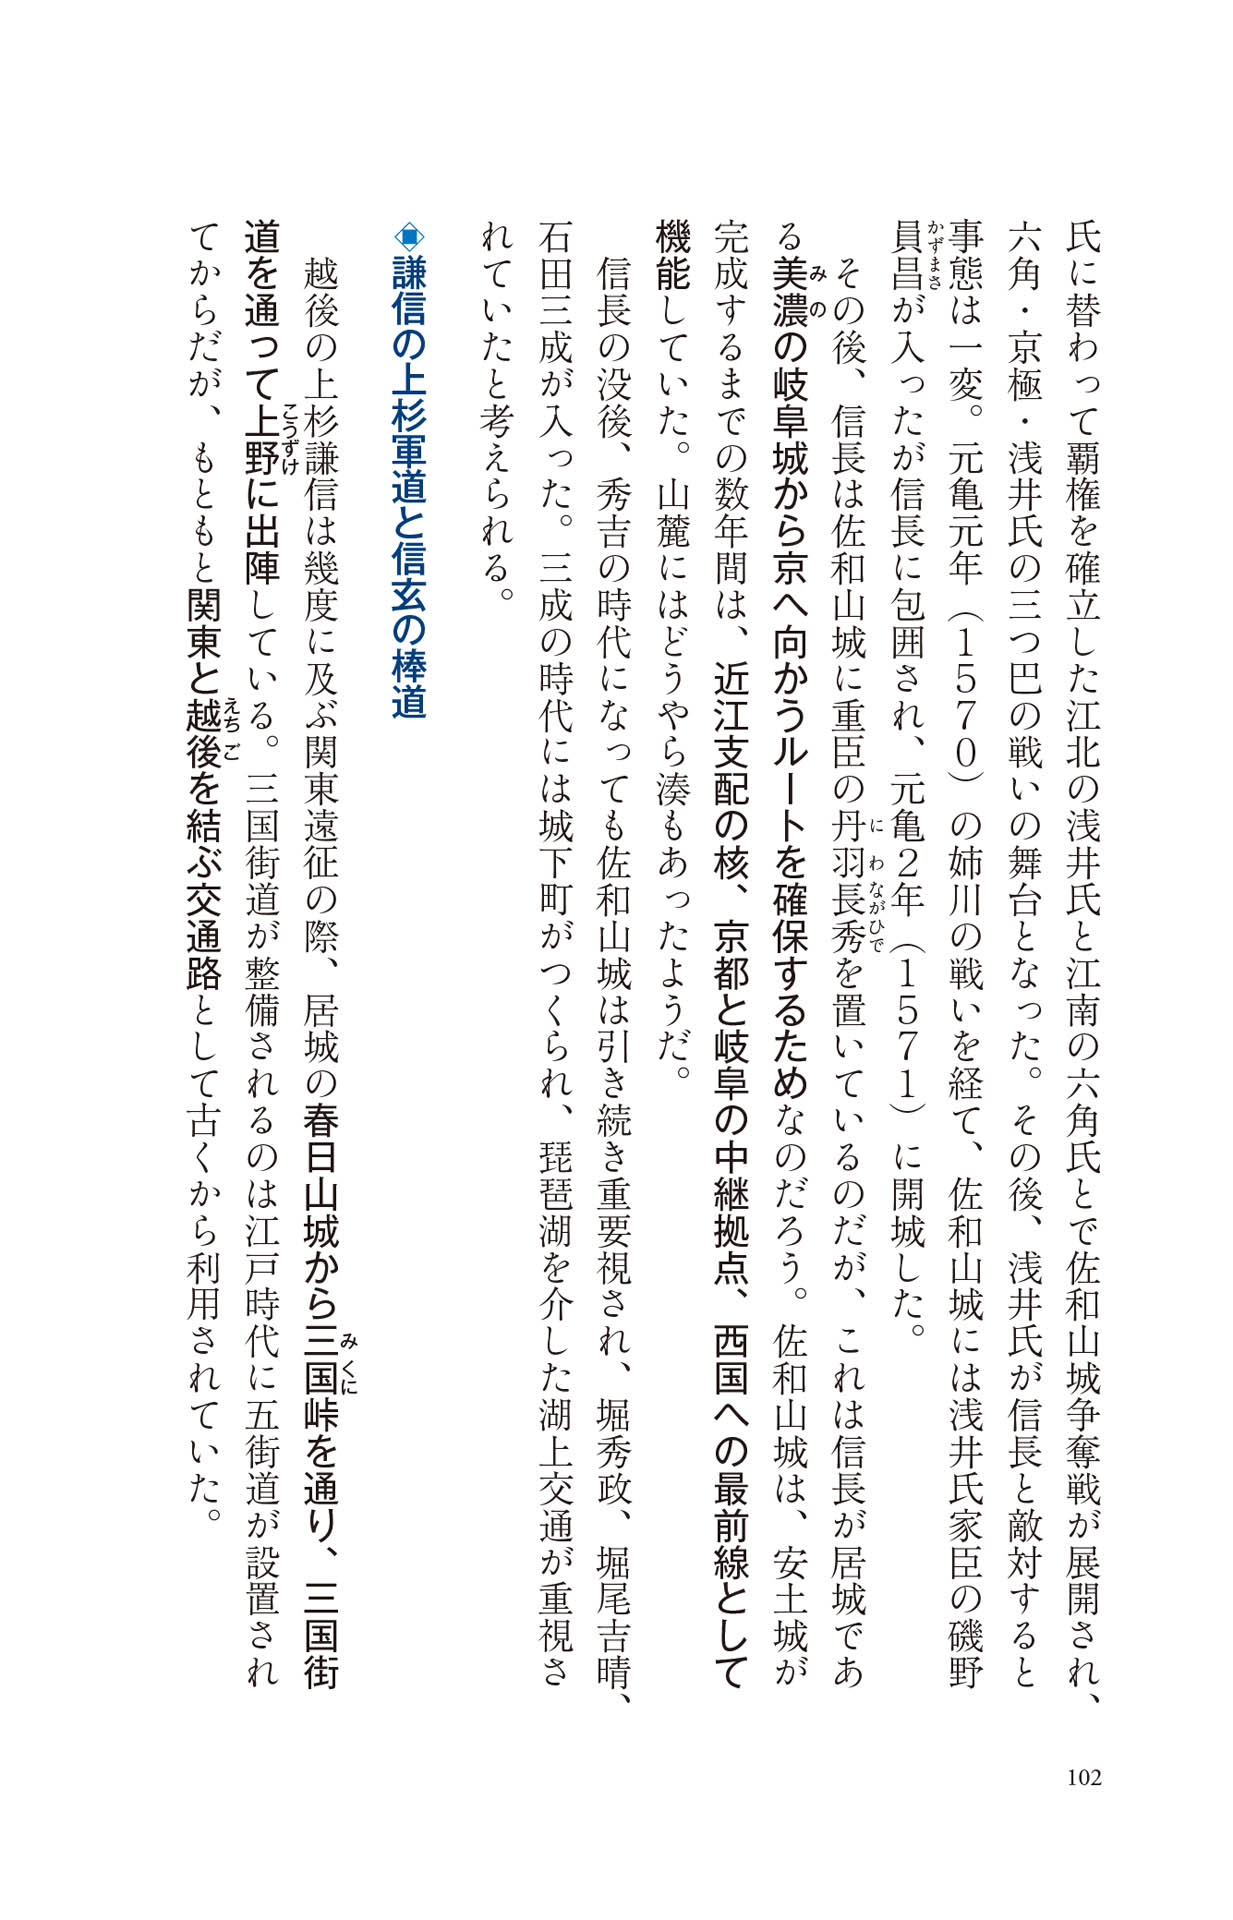 氏に替わって覇権を確立した江北の浅井氏と江南の六角氏とで佐和山城争奪戦が展開され、
六角・京極・浅井氏の三つ巴の戦いの舞台となった。その後、浅井氏が信長と敵対すると
事態は一変。元亀元年（1570）の姉川の戦いを経て、佐和山城には浅井氏家臣の磯野
員昌が入ったが信長に包囲され、元亀2年（1571）に開城した。
かずまさ
その後、信長は佐和山城に重臣の丹羽長秀を置いているのだが、これは信長が居城であ
にわながひで
る美濃の岐阜城から京へ向かうルートを確保するためなのだろう。佐和山城は、安土城が
みの
完成するまでの数年間は、近江支配の核、京都と岐阜の中継拠点、西国への最前線として
機能していた。山麓にはどうやら湊もあったようだ。
信長の没後、秀吉の時代になっても佐和山城は引き続き重要視され、堀秀政、堀尾吉晴、
石田三成が入った。三成の時代には城下町がつくられ、琵琶湖を介した湖上交通が重視さ
れていたと考えられる。
◈謙信の上杉軍道と信玄の棒道
越後の上杉謙信は幾度に及ぶ関東遠征の際、居城の春日山城から三国峠を通り、三国街
みくに
道を通って上野に出陣している。三国街道が整備されるのは江戸時代に五街道が設置され
こうずけ
てからだが、もともと関東と越後を結ぶ交通路として古くから利用されていた。
えちご
102